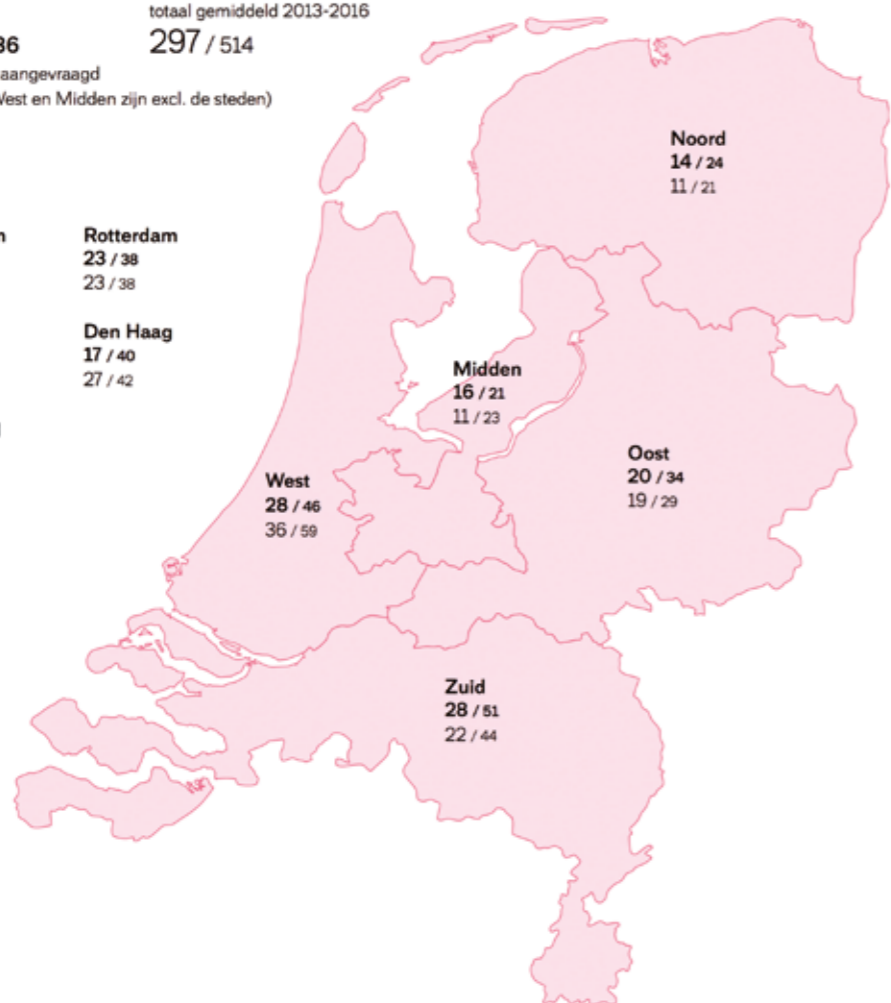 totaal gemiddeld 2013-2016
36
297 / 514
aangevraagd
West en Midden zijn excl. de steden)
Noord
14 / 24
11 / 21
Rotterdam
23 / 38
23 / 38
Den Haag
17 / 40
27 / 42
Midden
16 / 21
11 / 23
Oost
20 / 34
19 / 29
West
28 / 46
36 / 59
Zuid
28 / 51
22 / 44